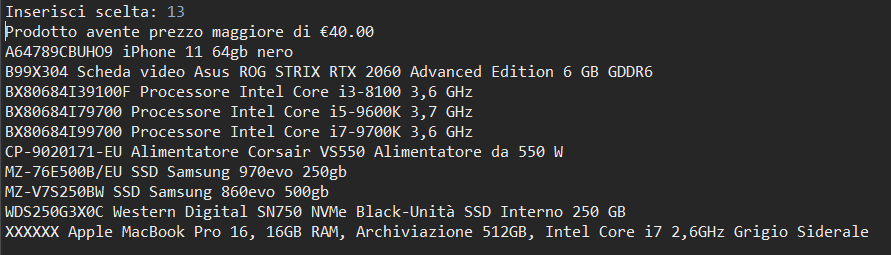 Inserisci scelta: 13
Prodotto avente prezzo maggiore di €40.00
A64789CBUHO9 iPhone 11 64gb nero
B99X304 Scheda video Asus ROG STRIX RTX 2060 Advanced Edition 6 GB GDDR6
BX80684I39100F Processore Intel Core i3-8100 3,6 GHz
BX80684I79700 Processore Intel Core i5-9600K 3,7 GHz
BX80684I99700 Processore Intel Core i7-9700K 3,6 GHz
CP-9020171-EU Alimentatore Corsair VS550 Alimentatore da 550 W
MZ-76E500B/EU SSD Samsung 970evo 250gb
MZ-V7S250BW SSD Samsung 860evo 500gb
WDS250G3X0C Western Digital SN750 NVMe Black-Unità SSD Interno 250 GB
XXXXXX Apple MacBook Pro 16, 16GB RAM, Archiviazione 512GB, Intel Core i7 2,6GHz Grigio Siderale